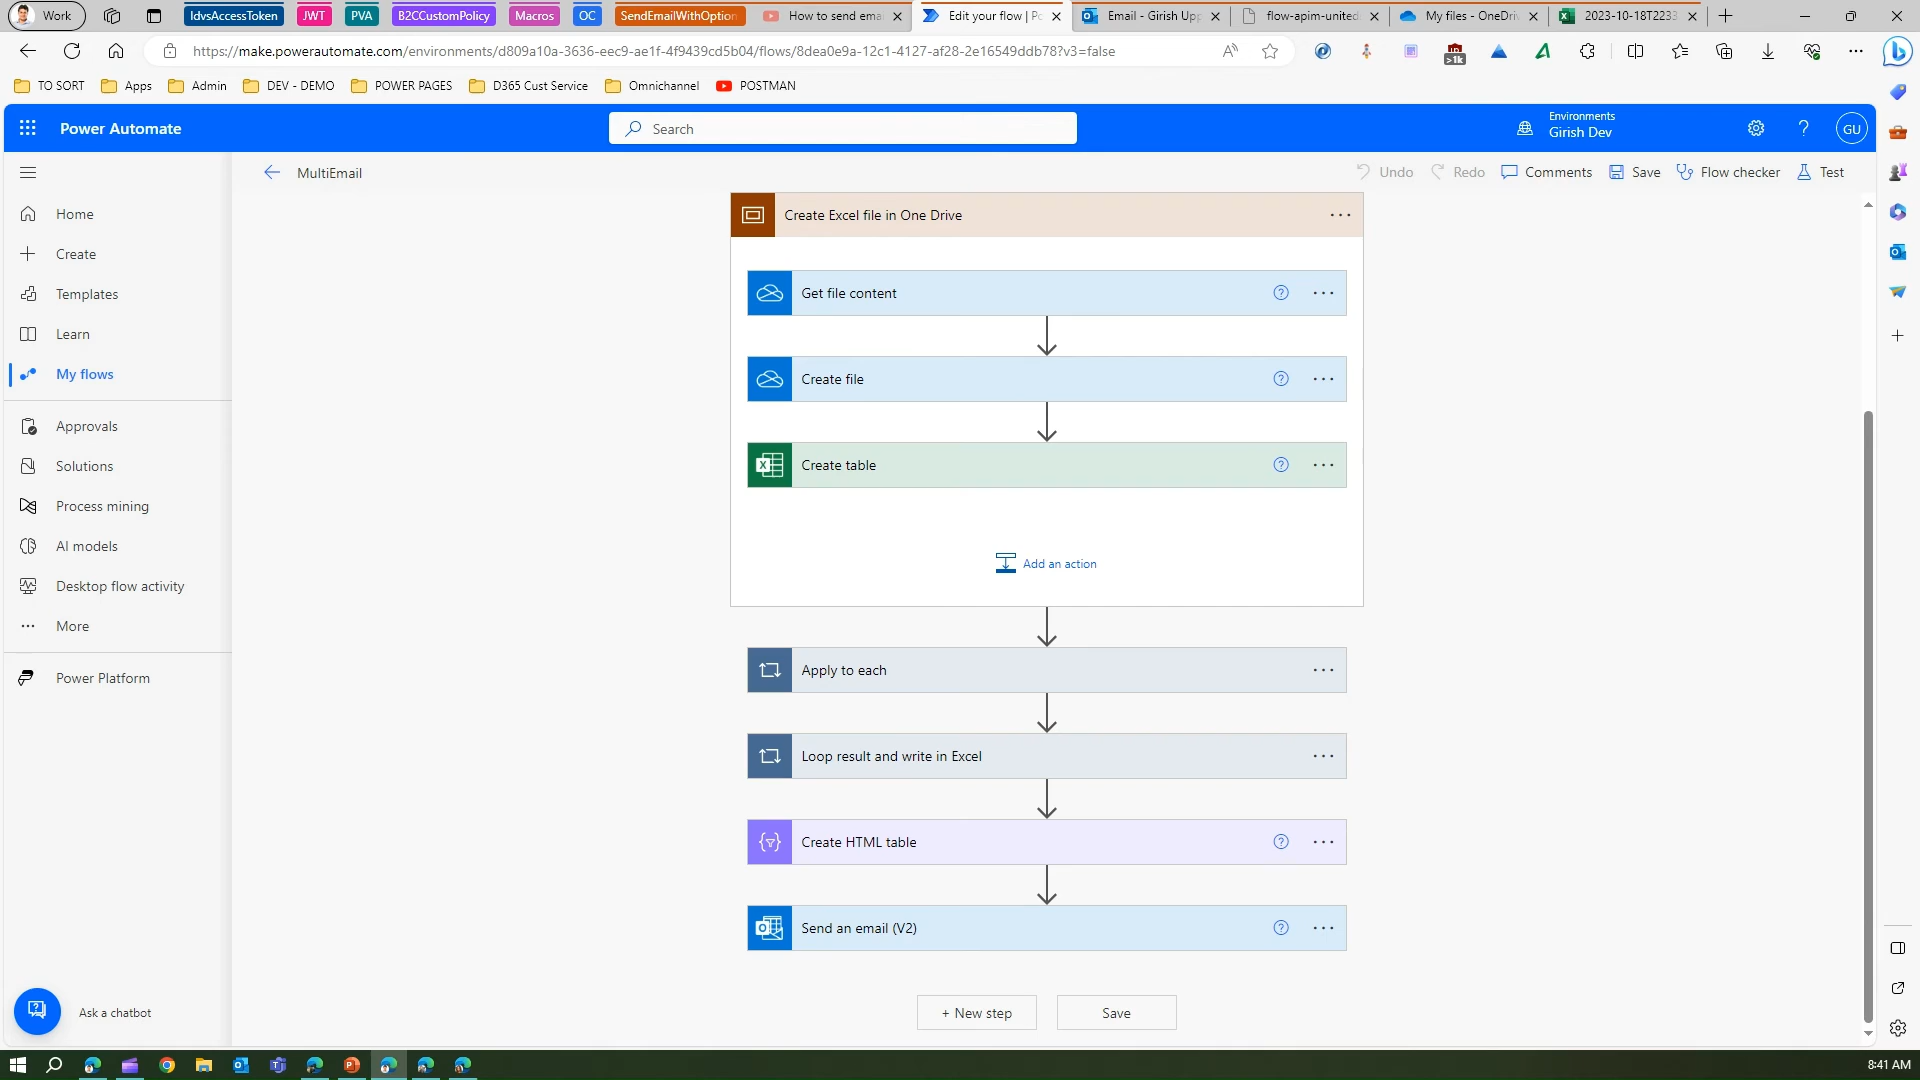 Work
IdvsAccessToken
JWT
PVA
B2CCustomPolicy
Macros
OC
SendEmailWithOption
How to send emai
Edit your flow | Po
Email - Girish Upp
flow-apim-united
My files - OneDri
2023-10-18T2233
https://make.powerautomate.com/environments/d809a10a-3636-eec9-ae1f-4f9439cd5b04/flows/8dea0e9a-12c1-4127-af28-2e16549ddb78?v3=false
>1k
TO SORT
Apps
Admin
DEV - DEMO
POWER PAGES
D365 Cust Service
Omnichannel
POSTMAN
Power Automate
Search
Environments
Girish Dev
GU
MultiEmail
Undo
Redo
Comments
Save
Flow checker
Test
Home
Create
Templates
Learn
My flows
Approvals
Solutions
Process mining
AI models
Desktop flow activity
More
Power Platform
Ask a chatbot
Create Excel file in One Drive
Get file content
Create file
Create table
Add an action
Apply to each
Loop result and write in Excel
Create HTML table
Send an email (V2)
+ New step
Save
8:41 AM